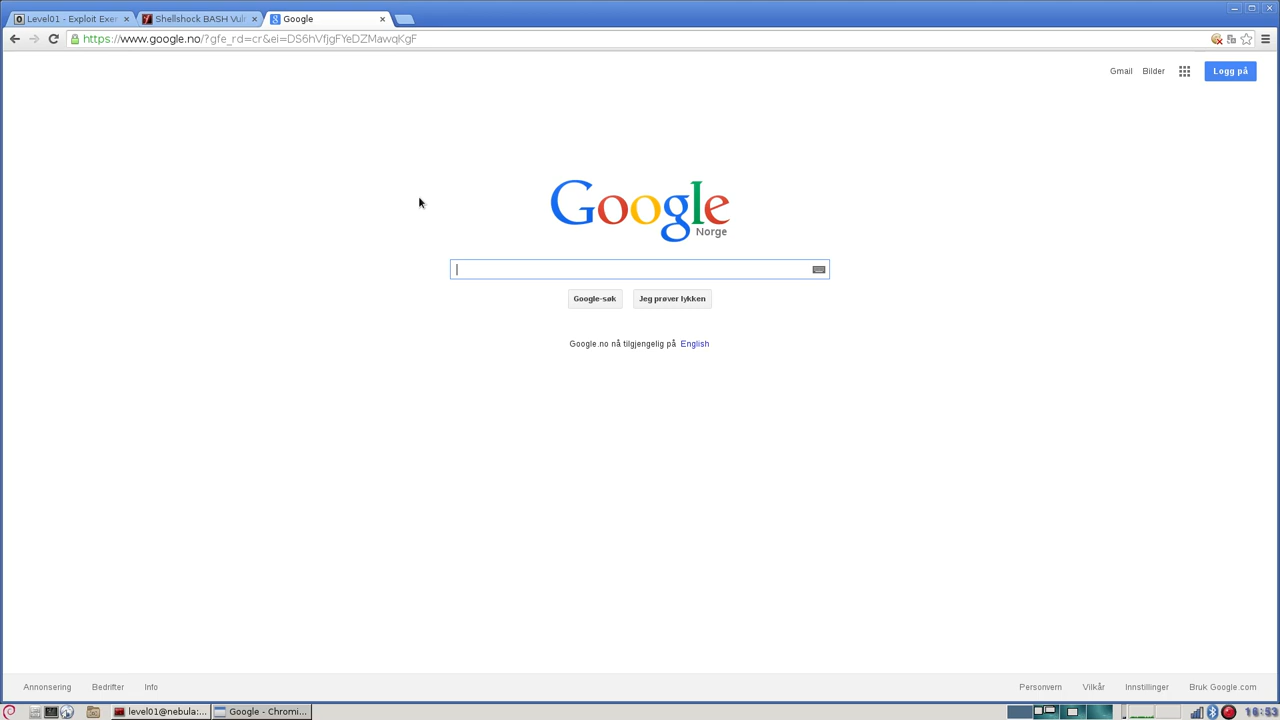 Level01 - Exploit Exer
Shellshock BASH Vul
Google
https://www.google.no/?gfe_rd=cr&ei=DS6hVfjgFYeDZMawqKgF
Gmail Bilder Logg på
Google
Norge
Google-søk Jeg prøver lykken
Google.no nå tilgjengelig på English
Annonsering Bedrifter Info Personvern Vilkår Innstillinger Bruk Google.com
level01@nebula:... Google - Chromi... 16:53